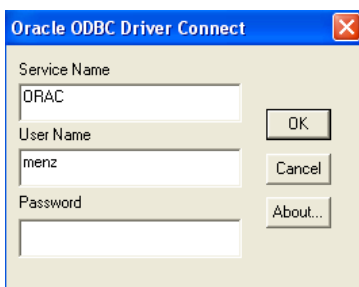 Oracle ODBC Driver Connect
Service Name
ORAC
OK
User Name
menz
Cancel
Password
About...